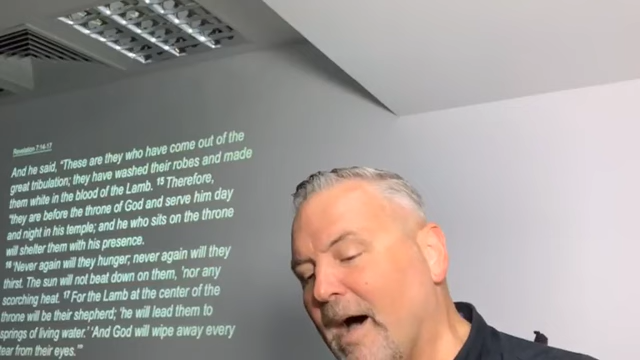 Revelation 7:14-17
And he said, "These are they who have come out of the
great tribulation; they have washed their robes and made
them white in the blood of the Lamb. 15 Therefore,
"they are before the throne of God and serve him day
and night in his temple; and he who sits on the throne
will shelter them with his presence.
16 'Never again will they hunger; never again will they
thirst. The sun will not beat down on them, 'nor any
scorching heat. 17 For the Lamb at the center of the
throne will be their shepherd; 'he will lead them to
springs of living water.' 'And God will wipe away every
tear from their eyes.'"